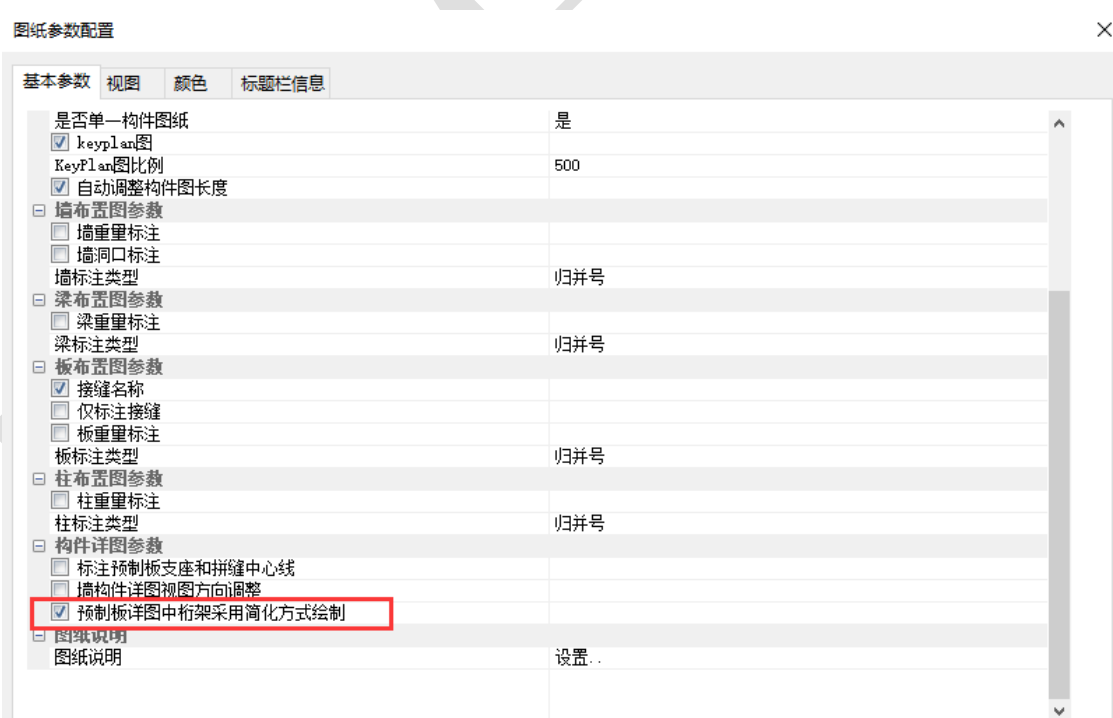 图纸参数配置
基本参数 视图 颜色 标题栏信息
是否单一构件图纸 是
keyplan图
KeyPlan图比例 500
自动调整构件图长度
墙布置图参数
墙重量标注
墙洞口标注
墙标注类型 归并号
梁布置图参数
梁重量标注
梁标注类型 归并号
板布置图参数
接缝名称
仅标注接缝
板重量标注
板标注类型 归并号
柱布置图参数
柱重量标注
柱标注类型 归并号
构件详图参数
标注预制板支座和拼缝中心线
墙构件详图视图方向调整
预制板详图中桁架采用简化方式绘制
图纸说明
图纸说明 设置..